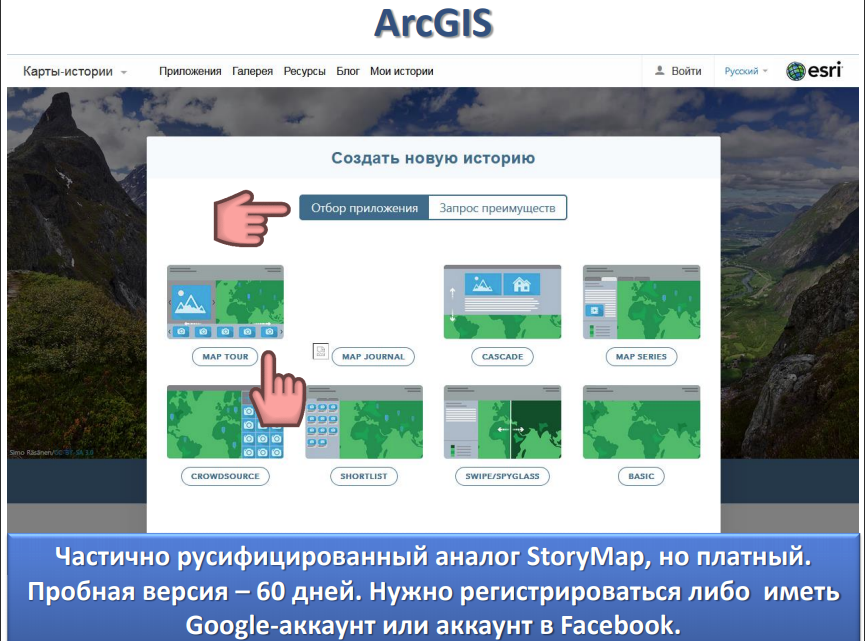 ArcGIS
Карты-истории
Приложения Галерея Ресурсы Блог Мои истории
Войти
Русский
esri
Создать новую историю
Отбор приложения
Запрос преимуществ
MAP TOUR
MAP JOURNAL
CASCADE
MAP SERIES
CROWDSOURCE
SHORTLIST
SWIPE/SPYGLASS
BASIC
Simo Räsänen/
Частично русифицированный аналог StoryMap, но платный.
Пробная версия – 60 дней. Нужно регистрироваться либо иметь
Google-аккаунт или аккаунт в Facebook.